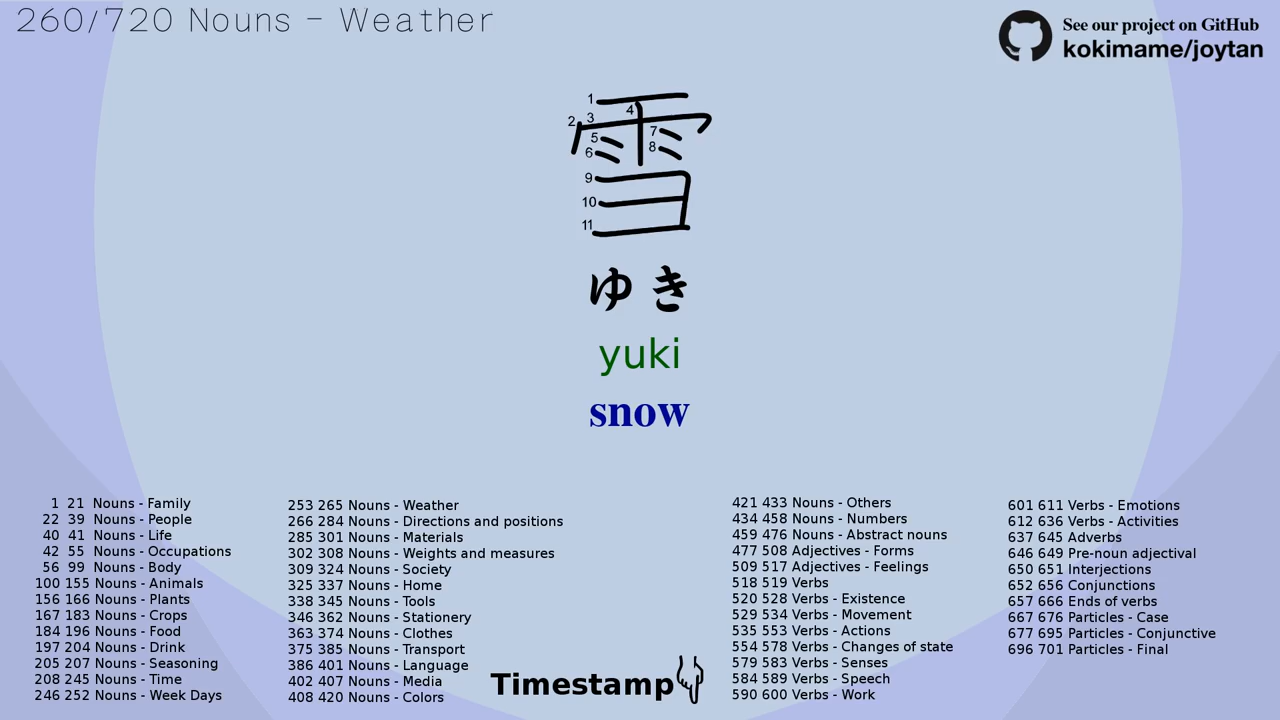 260/720 Nouns - Weather
See our project on GitHub
kokimame/joytan
雪
1
2
3
4
5
6
7
8
9
10
11
ゆき
yuki
snow
1 21 Nouns - Family
22 39 Nouns - People
40 41 Nouns - Life
42 55 Nouns - Occupations
56 99 Nouns - Body
100 155 Nouns - Animals
156 166 Nouns - Plants
167 183 Nouns - Crops
184 196 Nouns - Food
197 204 Nouns - Drink
205 207 Nouns - Seasoning
208 245 Nouns - Time
246 252 Nouns - Week Days
253 265 Nouns - Weather
266 284 Nouns - Directions and positions
285 301 Nouns - Materials
302 308 Nouns - Weights and measures
309 324 Nouns - Society
325 337 Nouns - Home
338 345 Nouns - Tools
346 362 Nouns - Stationery
363 374 Nouns - Clothes
375 385 Nouns - Transport
386 401 Nouns - Language
402 407 Nouns - Media
408 420 Nouns - Colors
Timestamp
421 433 Nouns - Others
434 458 Nouns - Numbers
459 476 Nouns - Abstract nouns
477 508 Adjectives - Forms
509 517 Adjectives - Feelings
518 519 Verbs
520 528 Verbs - Existence
529 534 Verbs - Movement
535 553 Verbs - Actions
554 578 Verbs - Changes of state
579 583 Verbs - Senses
584 589 Verbs - Speech
590 600 Verbs - Work
601 611 Verbs - Emotions
612 636 Verbs - Activities
637 645 Adverbs
646 649 Pre-noun adjectival
650 651 Interjections
652 656 Conjunctions
657 666 Ends of verbs
667 676 Particles - Case
677 695 Particles - Conjunctive
696 701 Particles - Final